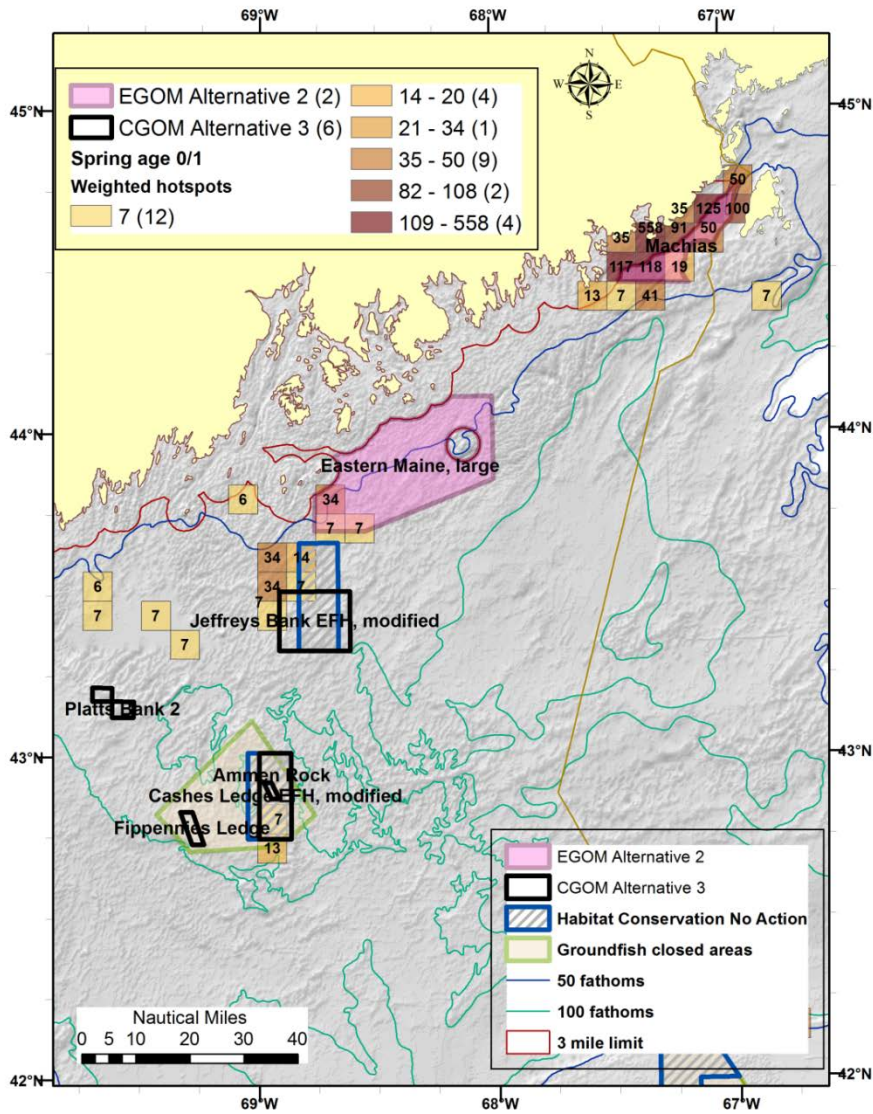 69°W 68°W 67°W
45°N 45°N
EGOM Alternative 2 (2)
CGOM Alternative 3 (6)
Spring age 0/1
Weighted hotspots
7 (12)
14 - 20 (4)
21 - 34 (1)
35 - 50 (9)
82 - 108 (2)
109 - 558 (4)
N
W E
S
50
35 125 100
35 558 91 50
Machias
117 118 19
13 7 41 7
44°N 44°N
Eastern Maine, large
6 34
7 7
34 14
6 34 7
7
7 7
Jeffreys Bank EFH, modified
7
Platts Bank 2
43°N 43°N
Ammen Rock
Cashes Ledge EFH, modified
7
Fippennies Ledge
13
EGOM Alternative 2
CGOM Alternative 3
Habitat Conservation No Action
Groundfish closed areas
50 fathoms
100 fathoms
3 mile limit
Nautical Miles
0 5 10 20 30 40
42°N 42°N
69°W 68°W 67°W